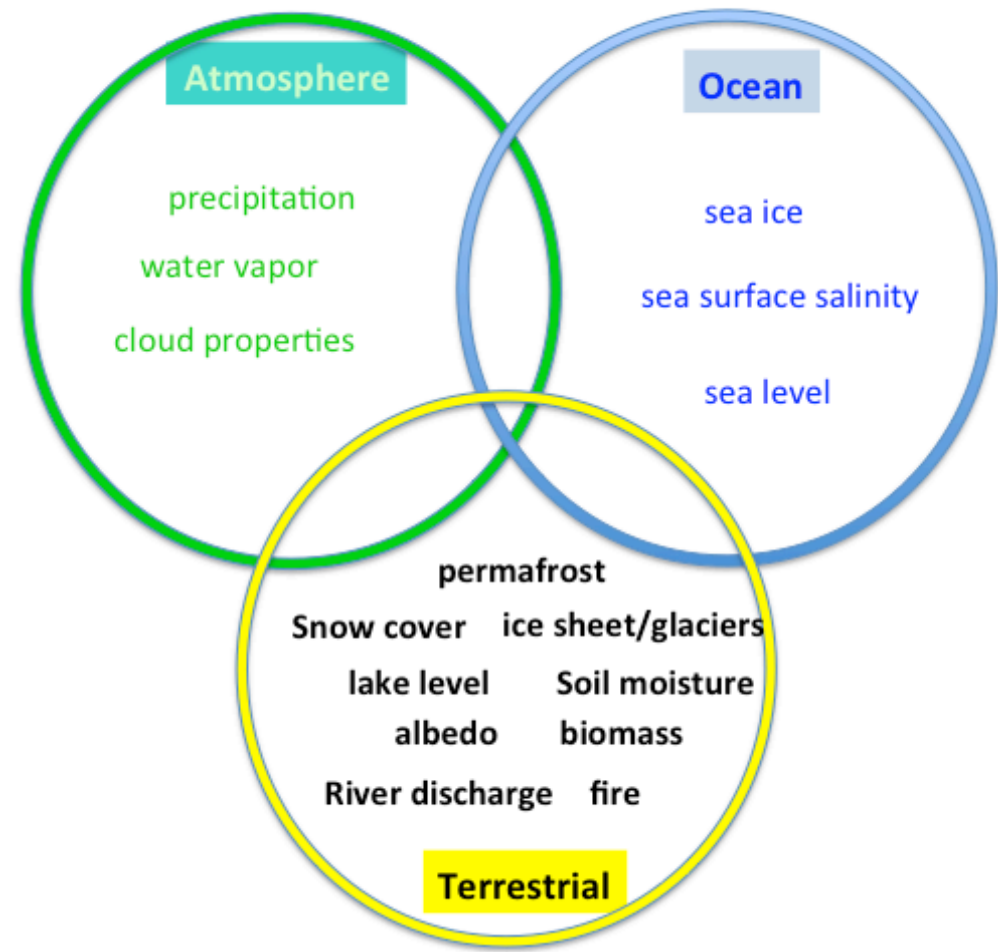 Atmosphere
Ocean
precipitation
sea ice
water vapor
sea surface salinity
cloud properties
sea level
permafrost
Snow cover
ice sheet/glaciers
lake level
Soil moisture
albedo
biomass
River discharge
fire
Terrestrial